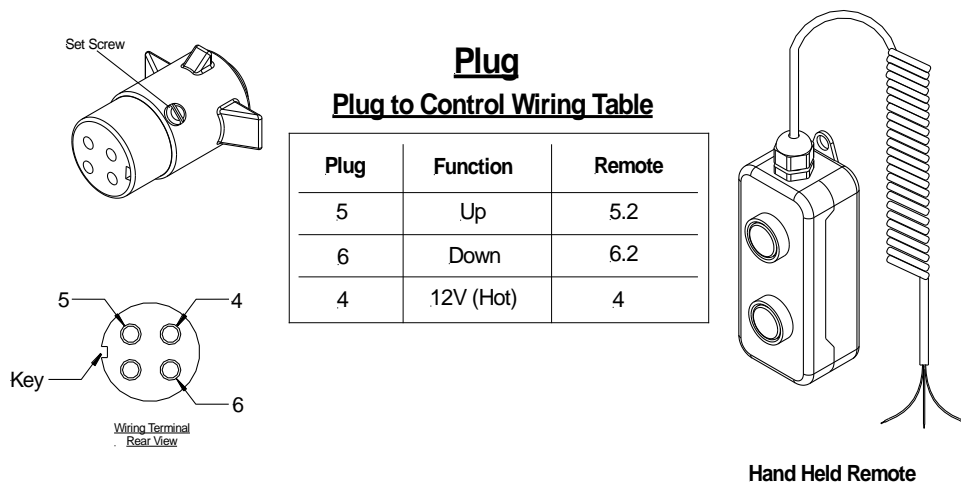 Set Screw
Plug
Plug to Control Wiring Table
Plug Function Remote
5 Up 5.2
6 Down 6.2
4 12V (Hot) 4
5
4
Key
6
Wiring Terminal
. Rear View
Hand Held Remote